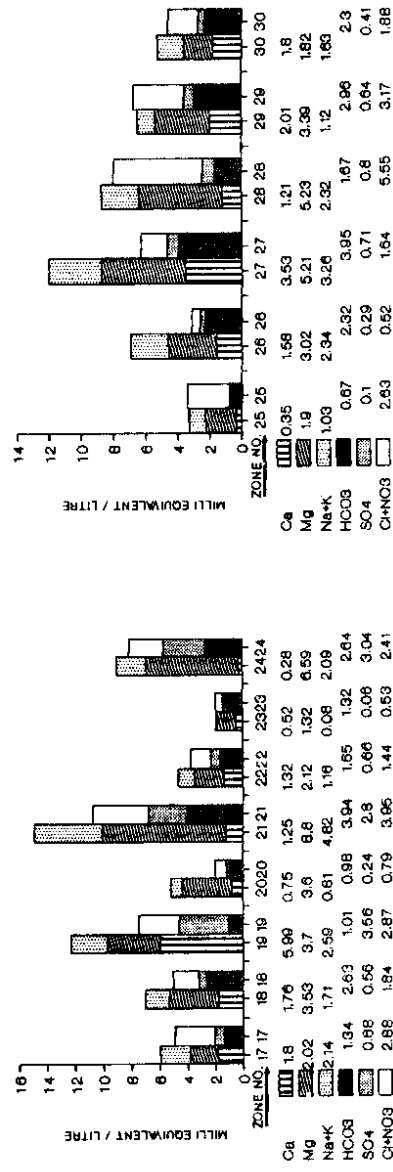 MILLI EQUIVALENT / LITRE
16
14
12
10
8
6
4
2
0
ZONE NO. 17 17 18 18 19 19 20 20 21 21 22 22 23 23 24 24
Ca 1.8 1.76 5.99 0.75 1.25 1.32 0.52 0.28
Mg 2.02 3.53 3.7 3.6 8.8 2.12 1.32 6.59
Na+K 2.14 1.71 2.59 0.81 4.82 1.16 0.08 2.09
HCO3 1.34 2.63 1.01 0.98 3.94 1.65 1.32 2.64
SO4 0.68 0.56 3.56 0.24 2.8 0.66 0.06 3.04
Cl+NO3 2.88 1.84 2.87 0.79 3.95 1.44 0.53 2.41
MILLI EQUIVALENT / LITRE
14
12
10
8
6
4
2
0
ZONE NO. 25 25 26 26 27 27 28 28 29 29 30 30
Ca 0.35 1.58 3.53 1.21 2.01 1.8
Mg 1.9 3.02 5.21 5.23 3.39 1.82
Na+K 1.03 2.34 3.26 2.32 1.12 1.63
HCO3 0.67 2.32 3.95 1.67 2.96 2.3
SO4 0.1 0.29 0.71 0.8 0.64 0.41
Cl+NO3 2.63 0.52 1.64 5.55 3.17 1.88